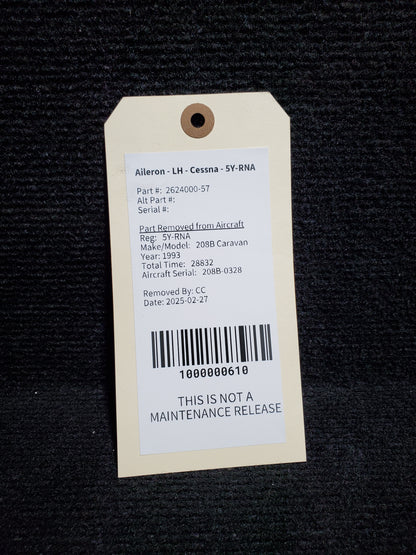 Aileron - LH - Cessna - 5Y-RNA
Part #: 2624000-57
Alt Part #:
Serial #:
Part Removed from Aircraft
Reg: 5Y-RNA
Make/Model: 208B Caravan
Year: 1993
Total Time: 28832
Aircraft Serial: 208B-0328
Removed By: CC
Date: 2025-02-27
1000000610
THIS IS NOT A
MAINTENANCE RELEASE